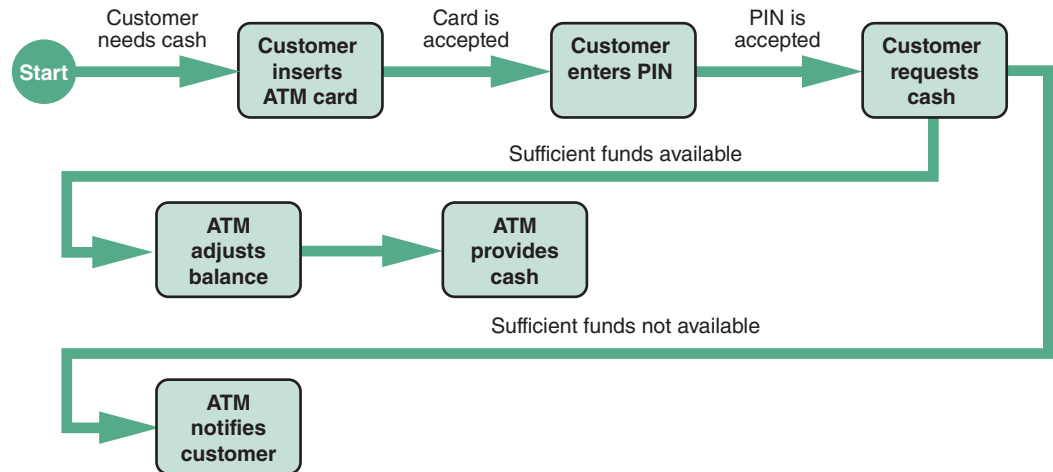 Start
Customer
needs cash
Customer
inserts
ATM card
Card is
accepted
Customer
enters PIN
PIN is
accepted
Customer
requests
cash
Sufficient funds available
ATM
adjusts
balance
ATM
provides
cash
Sufficient funds not available
ATM
notifies
customer